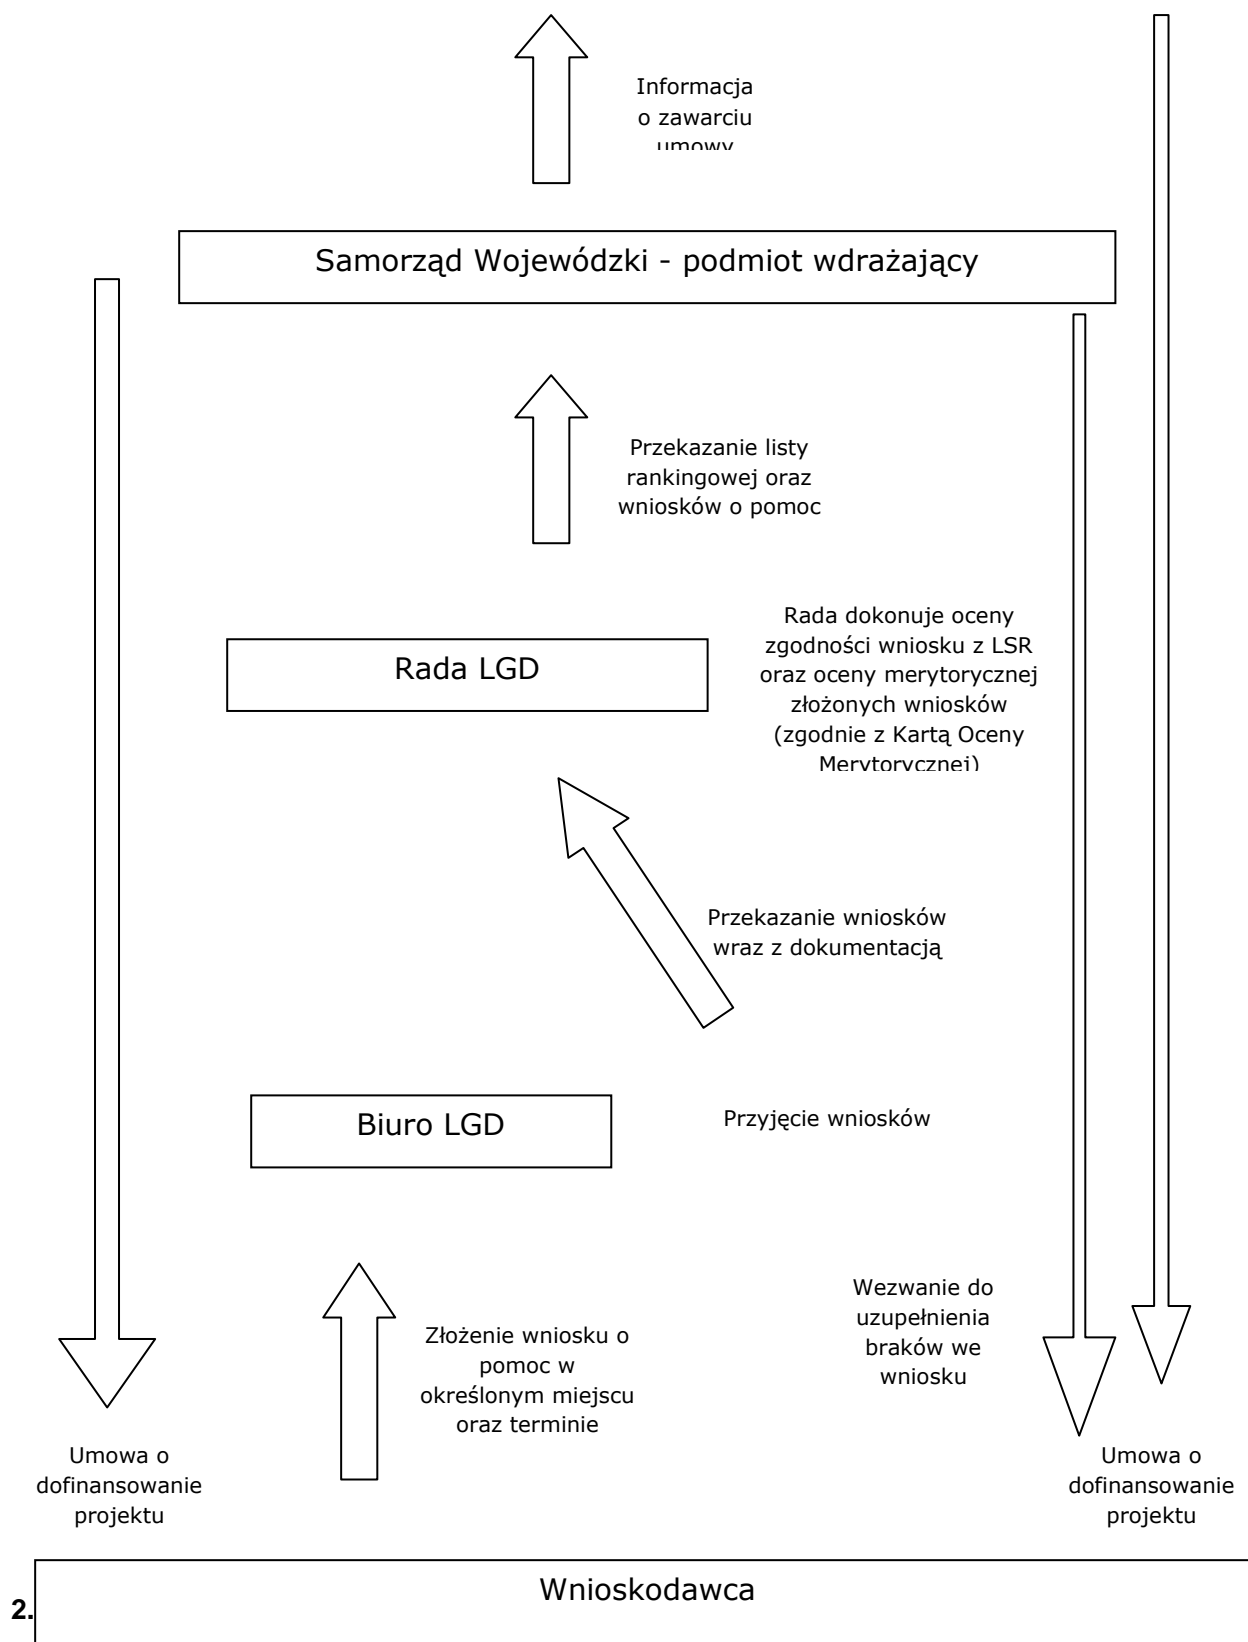 Informacja
o zawarciu
umowy
Samorząd Wojewódzki - podmiot wdrażający
Przekazanie listy
rankingowej oraz
wniosków o pomoc
Rada LGD
Rada dokonuje oceny
zgodności wniosku z LSR
oraz oceny merytorycznej
złożonych wniosków
(zgodnie z Kartą Oceny
Merytorycznej)
Przekazanie wniosków
wraz z dokumentacją
Biuro LGD
Przyjęcie wniosków
Złożenie wniosku o
pomoc w
określonym miejscu
oraz terminie
Wezwanie do
uzupełnienia
braków we
wniosku
Umowa o
dofinansowanie
projektu
Umowa o
dofinansowanie
projektu
Wnioskodawca
2.